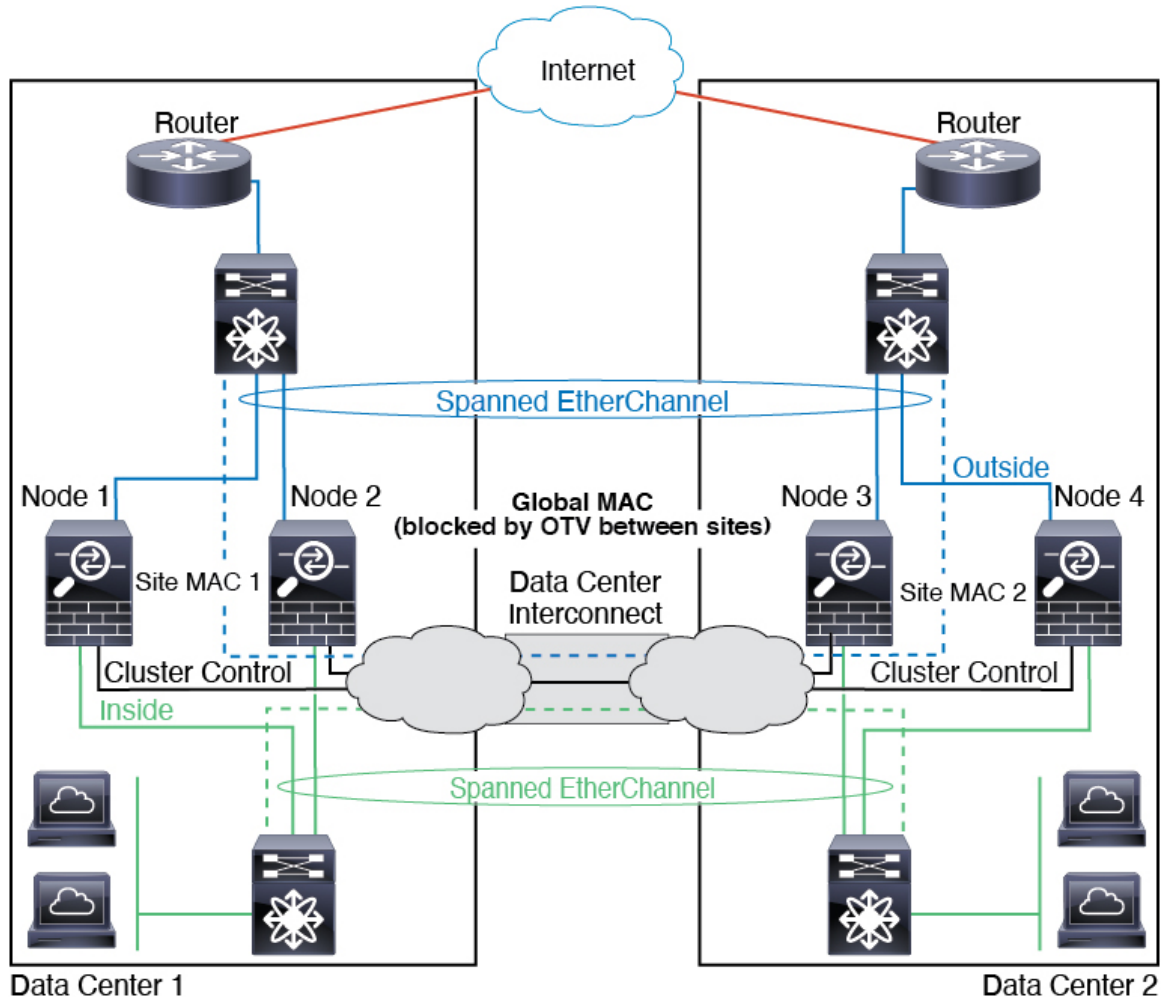 Internet
Router
Router
Spanned EtherChannel
Outside
Node 1
Node 2
Global MAC
(blocked by OTV between sites)
Node 3
Node 4
Site MAC 1
Data Center
Interconnect
Site MAC 2
Cluster Control
Cluster Control
Inside
Spanned EtherChannel
Data Center 1
Data Center 2